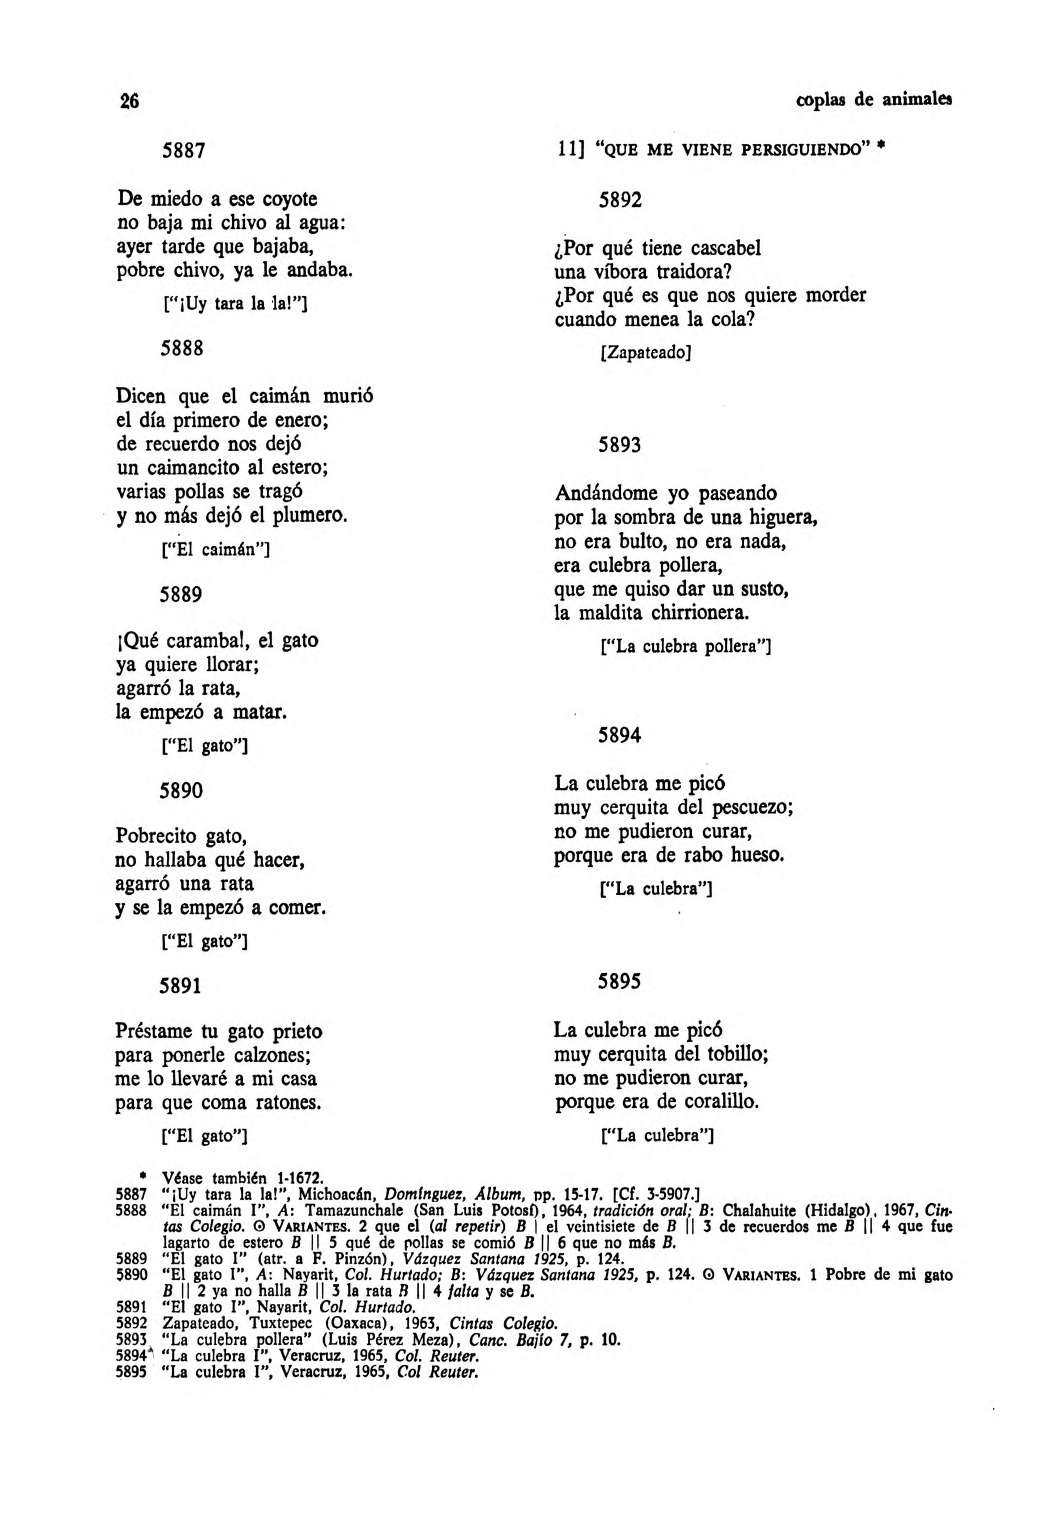 26
coplas de animales
5887
De miedo a ese coyote
no baja mi chivo al agua:
ayer tarde que bajaba,
pobre chivo, ya le andaba.
["¡Uy tara la la!"]
5888
Dicen que el caimán murió
el día primero de enero;
de recuerdo nos dejó
un caimancito al estero;
varias pollas se tragó
y no más dejó el plumero.
["El caimán"]
5889
¡Qué caramba!, el gato
ya quiere llorar;
agarró la rata,
la empezó a matar.
["El gato"]
5890
Pobrecito gato,
no hallaba qué hacer,
agarró una rata
y se la empezó a comer.
["El gato"]
5891
Préstame tu gato prieto
para ponerle calzones;
me lo llevaré a mi casa
para que coma ratones.
["El gato"]
11] "QUE ME VIENE PERSIGUIENDO" *
5892
¿Por qué tiene cascabel
una víbora traidora?
¿Por qué es que nos quiere morder
cuando menea la cola?
[Zapateado]
5893
Andándome yo paseando
por la sombra de una higuera,
no era bulto, no era nada,
era culebra pollera,
que me quiso dar un susto,
la maldita chirrionera.
["La culebra pollera"]
5894
La culebra me picó
muy cerquita del pescuezo;
no me pudieron curar,
porque era de rabo hueso.
["La culebra"]
5895
La culebra me picó
muy cerquita del tobillo;
no me pudieron curar,
porque era de coralillo.
["La culebra"]
* Véase también 1-1672.
5887 "¡Uy tara la la!", Michoacán, Domínguez, Álbum, pp. 15-17. [Cf. 3-5907.]
5888 "El caimán I", A: Tamazunchale (San Luis Potosí), 1964, tradición oral; B: Chalahuite (Hidalgo), 1967, Cin-
tas Colegio. ⊙ VARIANTES. 2 que el (al repetir) B | el veintisiete de B || 3 de recuerdos me B || 4 que fue
lagarto de estero B || 5 qué de pollas se comió B || 6 que no más B.
5889 "El gato I" (atr. a F. Pinzón), Vázquez Santana 1925, p. 124.
5890 "El gato I", A: Nayarit, Col. Hurtado; B: Vázquez Santana 1925, p. 124. ⊙ VARIANTES. 1 Pobre de mi gato
B || 2 ya no halla B || 3 la rata B || 4 falta y se B.
5891 "El gato I", Nayarit, Col. Hurtado.
5892 Zapateado, Tuxtepec (Oaxaca), 1963, Cintas Colegio.
5893 "La culebra pollera" (Luis Pérez Meza), Canc. Bajío 7, p. 10.
5894 "La culebra I", Veracruz, 1965, Col. Reuter.
5895 "La culebra I", Veracruz, 1965, Col Reuter.